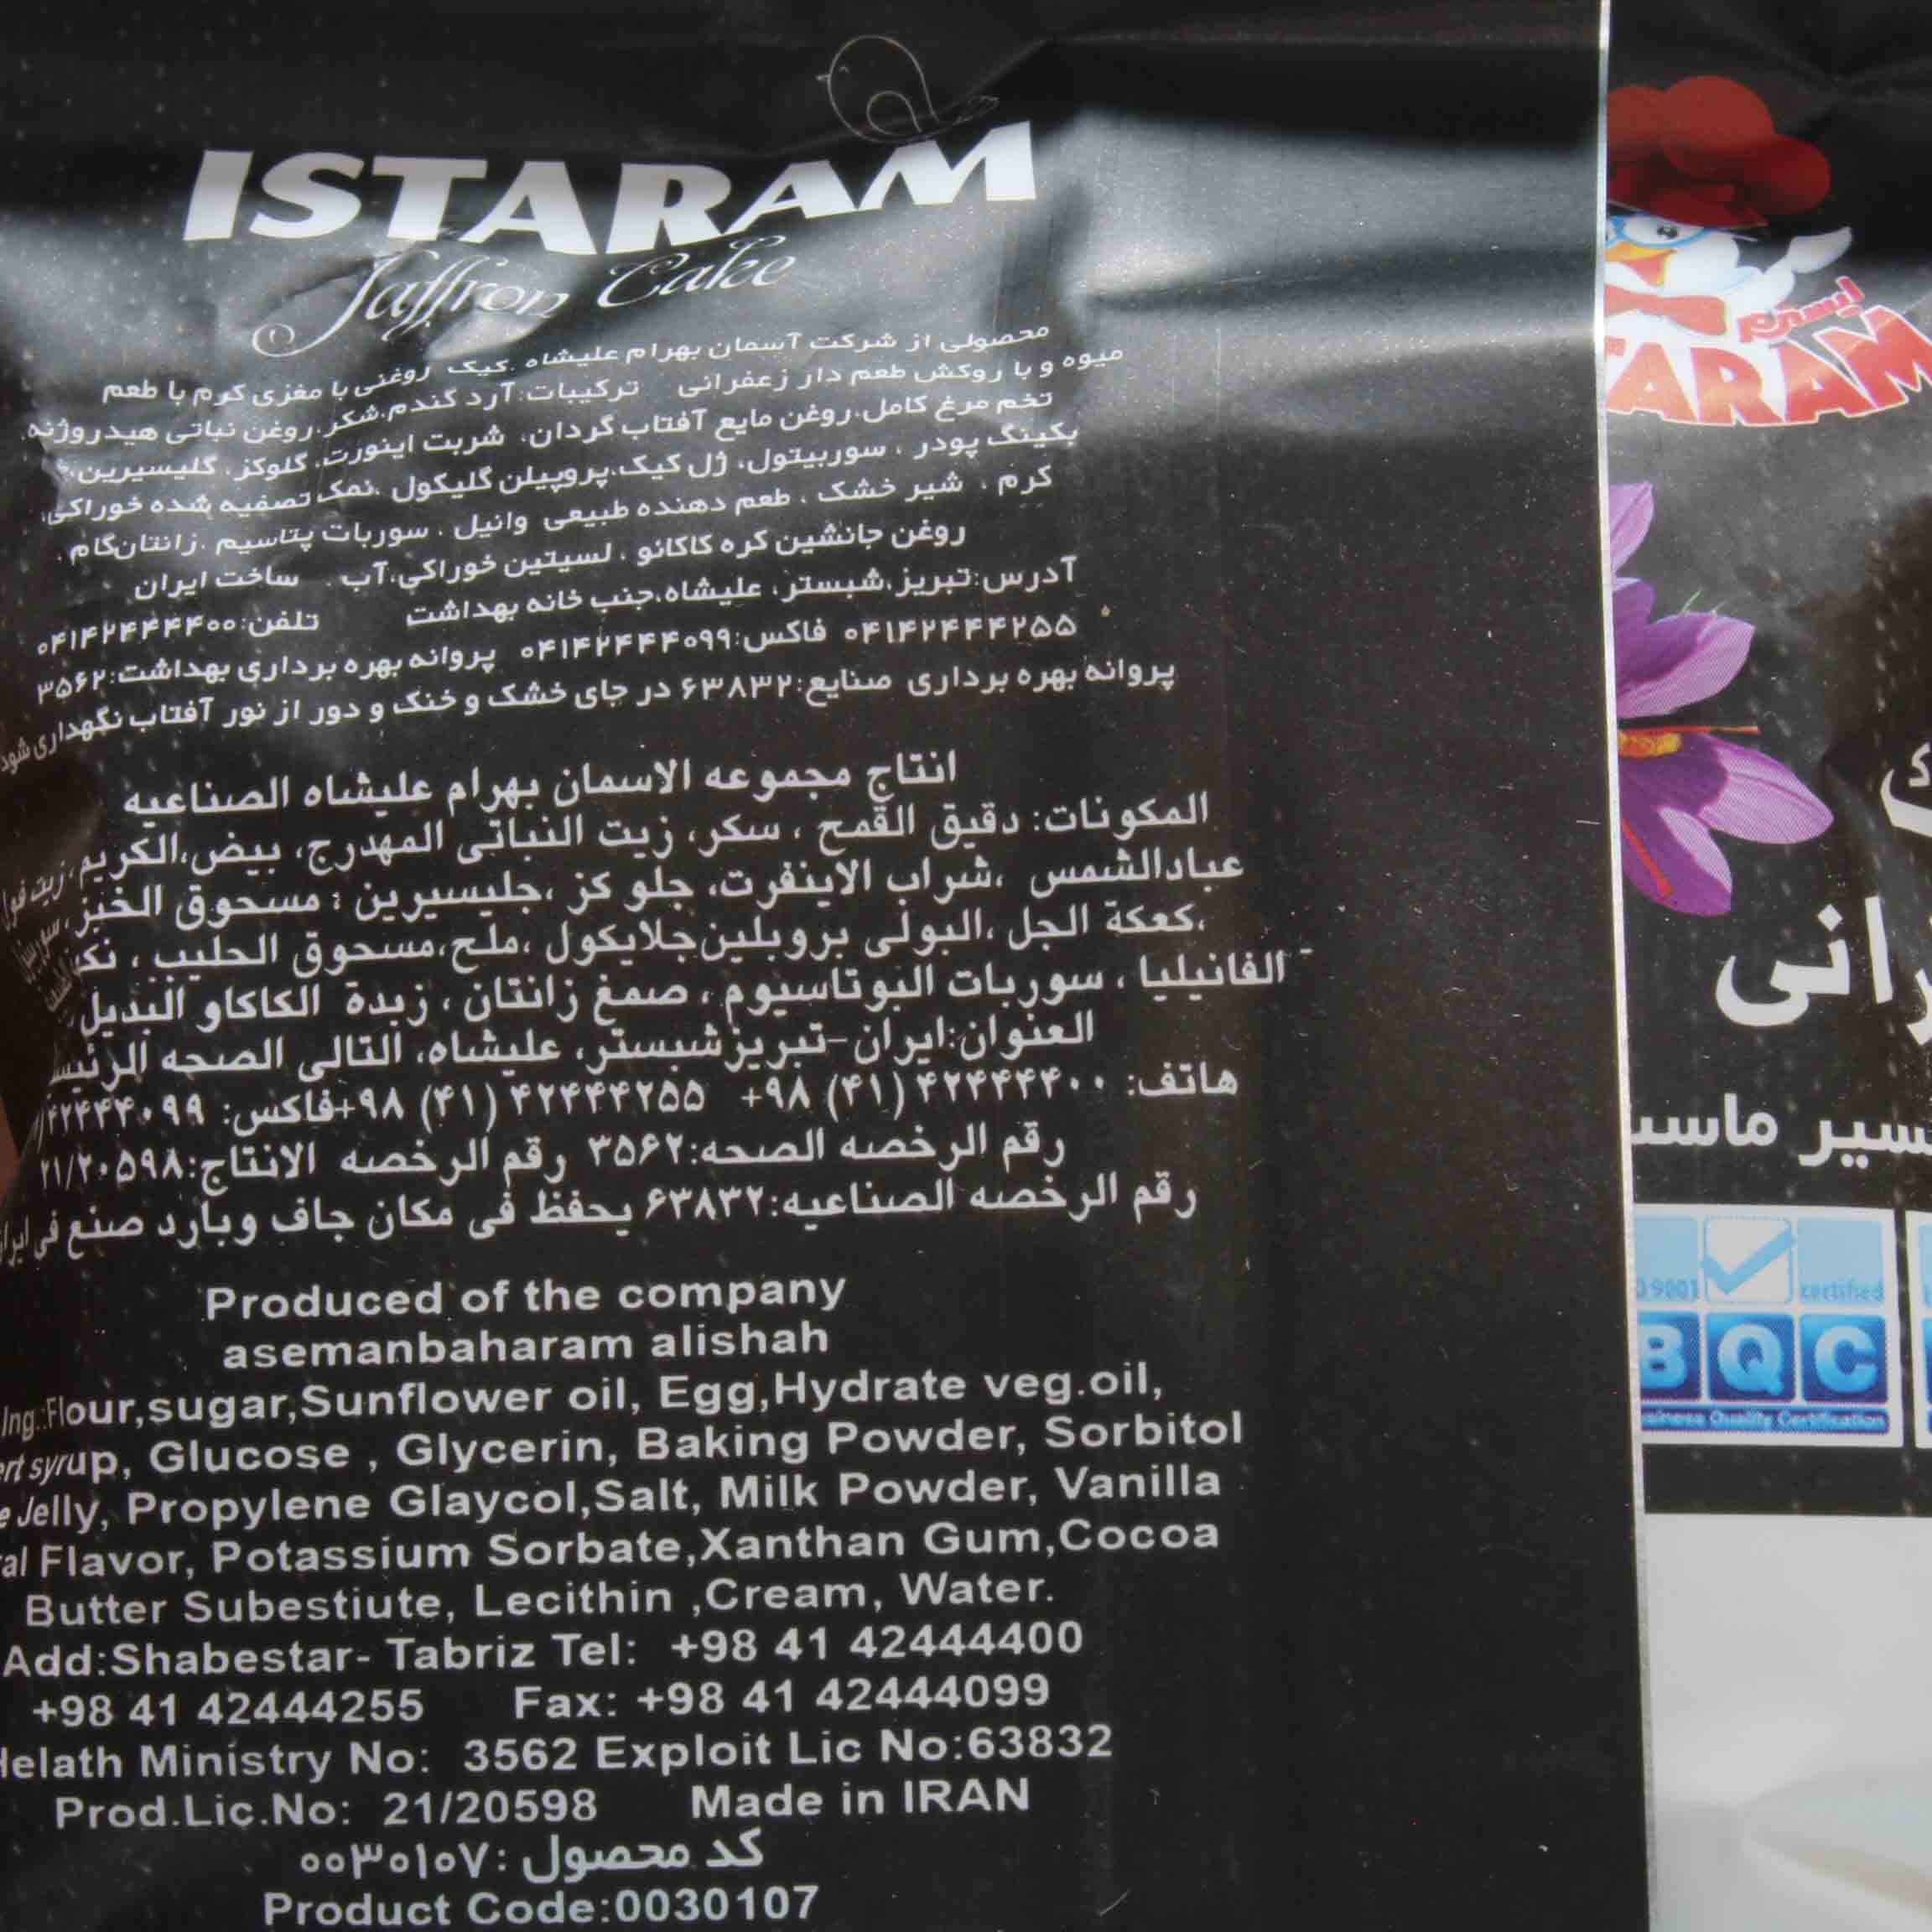 ISTARAM
Saffron Cake
محصولی از شرکت آسمان بهرام علیشاه .کیک روغنی با مغزی کرم با طعم
میوه و با روکش طعم دار زعفرانی ترکیبات:آرد گندم،شکر،روغن نباتی هیدروژنه،
تخم مرغ کامل،روغن مایع آفتاب گردان، شربت اینورت، گلوکز، گلیسیرین،
بکینگ پودر ، سوربیتول، ژل کیک،پروپیلن گلیکول ،نمک تصفیه شده خوراکی،
کرم ، شیر خشک ، طعم دهنده طبیعی وانیل ، سوربات پتاسیم ،زانتان‌گام ،
روغن جانشین کره کاکائو ، لسیتین خوراکی،آب . ساخت ایران
آدرس:تبریز،شبستر، علیشاه،جنب خانه بهداشت تلفن:۰۴۱۴۲۴۴۴۴۰۰
۰۴۱۴۲۴۴۴۲۵۵ فاکس:۰۴۱۴۲۴۴۴۰۹۹ پروانه بهره برداری بهداشت:۳۵۶۲
پروانه بهره برداری صنایع:۶۳۸۳۲ در جای خشک و خنک و دور از نور آفتاب نگهداری شود
انتاج مجموعه الاسمان بهرام علیشاه الصناعیه
المکونات: دقیق القمح ، سکر، زیت النباتی المهدرج، بیض،الکریم ،زیت
عبادالشمس ،شراب الاینفرت، جلو کز ،جلیسیرین ؛ مسحوق الخبز ،
،کعکة الجل ،البولی بروبلین‌جلایکول ،ملح،مسحوق الحلیب ،
الفانیلیا ، سوربات البوتاسیوم ، صمغ زانتان ، زبدة الکاکاو البدیل
العنوان:ایران-تبریزشبستر، علیشاه، التالی الصحه
هاتف: ۴۲۴۴۴۴۰۰ (۴۱) ۹۸+ ۴۲۴۴۴۲۵۵ (۴۱) ۹۸+فاکس: ۴۲۴۴۴۰۹۹
رقم الرخصه الصحه:۳۵۶۲ رقم الرخصه الانتاج:۲۱/۲۰۵۹۸
رقم الرخصه الصناعیه:۶۳۸۳۲ یحفظ فی مکان جاف وبارد صنع فی
Produced of the company
asemanbaharam alishah
Ing.:Flour,sugar,Sunflower oil, Egg,Hydrate veg.oil,
ert syrup, Glucose , Glycerin, Baking Powder, Sorbitol
e Jelly, Propylene Glaycol,Salt, Milk Powder, Vanilla
ral Flavor, Potassium Sorbate,Xanthan Gum,Cocoa
Butter Subestiute, Lecithin ,Cream, Water.
Add:Shabestar- Tabriz Tel: +98 41 42444400
+98 41 42444255 Fax: +98 41 42444099
Helath Ministry No: 3562 Exploit Lic No:63832
Prod.Lic.No: 21/20598 Made in IRAN
کد محصول :۰۰۳۰۱۰۷
Product Code:0030107
ایسترم
TARAM
رانی
ماست
9001 certified
BQC
Business Quality Certification